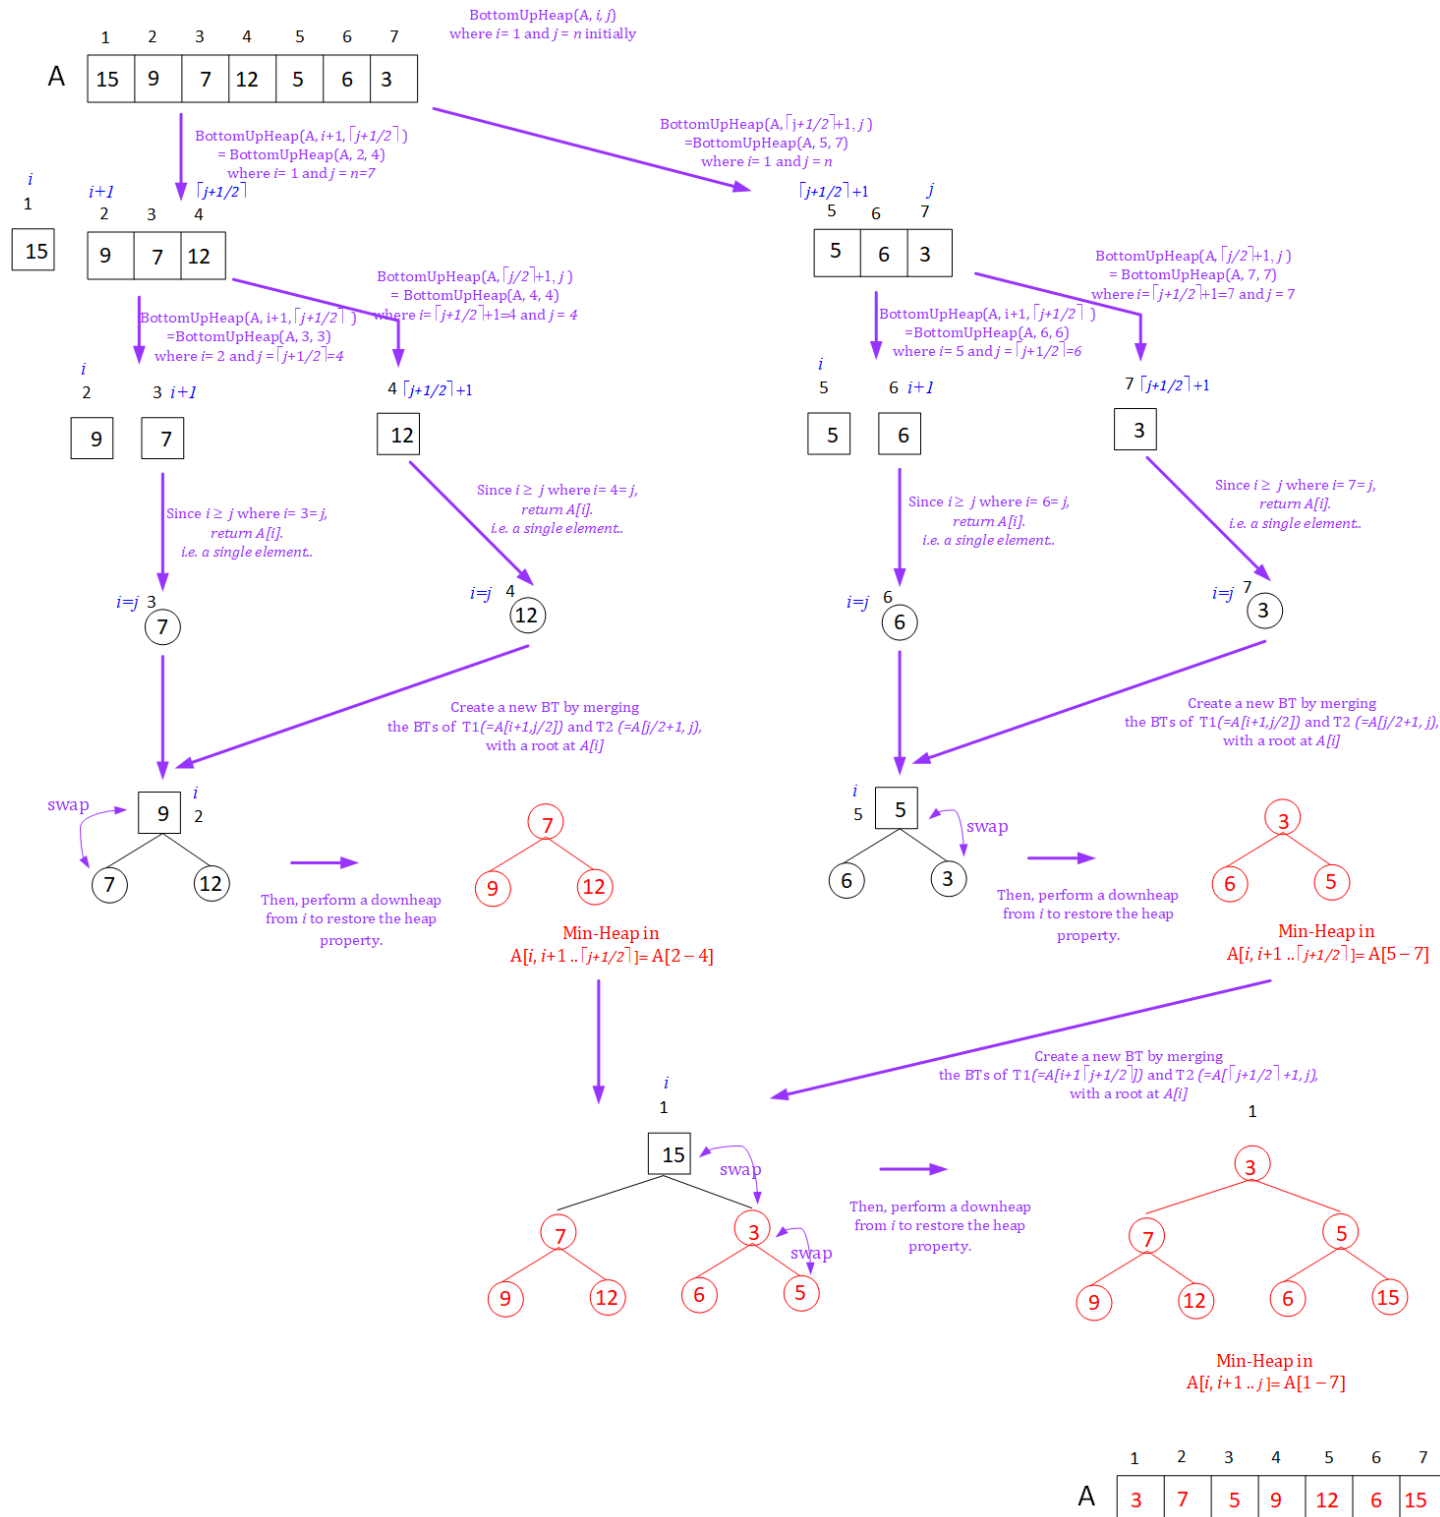 BottomUpHeap(A, i, j)
where i= 1 and j = n initially
1 2 3 4 5 6 7
A 15 9 7 12 5 6 3
BottomUpHeap(A, i+1, ⌈j+1/2⌉ )
= BottomUpHeap(A, 2, 4)
where i= 1 and j = n=7
BottomUpHeap(A,⌈j+1/2⌉+1, j )
=BottomUpHeap(A, 5, 7)
where i= 1 and j = n
i
1
15
i+1 ⌈j+1/2⌉
2 3 4
9 7 12
⌈j+1/2⌉+1 j
5 6 7
5 6 3
BottomUpHeap(A, i+1,⌈j+1/2⌉ )
=BottomUpHeap(A, 3, 3)
where i= 2 and j =⌈j+1/2⌉=4
BottomUpHeap(A,⌈j/2⌉+1, j )
= BottomUpHeap(A, 4, 4)
where i=⌈j+1/2⌉+1=4 and j = 4
BottomUpHeap(A, i+1, ⌈j+1/2⌉ )
=BottomUpHeap(A, 6, 6)
where i= 5 and j =⌈j+1/2⌉=6
BottomUpHeap(A,⌈j/2⌉+1, j )
= BottomUpHeap(A, 7, 7)
where i=⌈j+1/2⌉+1=7 and j = 7
i
2 3 i+1
9 7
4 ⌈j+1/2⌉+1
12
i
5 6 i+1
5 6
7 ⌈j+1/2⌉+1
3
Since i ≥ j where i= 3= j,
return A[i].
i.e. a single element..
Since i ≥ j where i= 4= j,
return A[i].
i.e. a single element..
Since i ≥ j where i= 6= j,
return A[i].
i.e. a single element..
Since i ≥ j where i= 7= j,
return A[i].
i.e. a single element..
i=j 3
7
i=j 4
12
i=j 6
6
i=j 7
3
Create a new BT by merging
the BTs of T1(=A[i+1,j/2]) and T2 (=A[j/2+1, j),
with a root at A[i]
Create a new BT by merging
the BTs of T1(=A[i+1,j/2]) and T2 (=A[j/2+1, j),
with a root at A[i]
swap
9
i
2
7 12
Then, perform a downheap
from i to restore the heap
property.
7
9 12
Min-Heap in
A[i, i+1 ..⌈j+1/2⌉]= A[2 – 4]
i
5
5
swap
6 3
Then, perform a downheap
from i to restore the heap
property.
3
6 5
Min-Heap in
A[i, i+1 ..⌈j+1/2⌉]= A[5 – 7]
Create a new BT by merging
the BTs of T1(=A[i+1⌈j+1/2⌉]) and T2 (=A[⌈j+1/2⌉ +1, j),
with a root at A[i]
i
1
15
swap
7 3
swap
9 12 6 5
Then, perform a downheap
from i to restore the heap
property.
1
3
7 5
9 12 6 15
Min-Heap in
A[i, i+1 .. j ]= A[1 – 7]
1 2 3 4 5 6 7
A 3 7 5 9 12 6 15